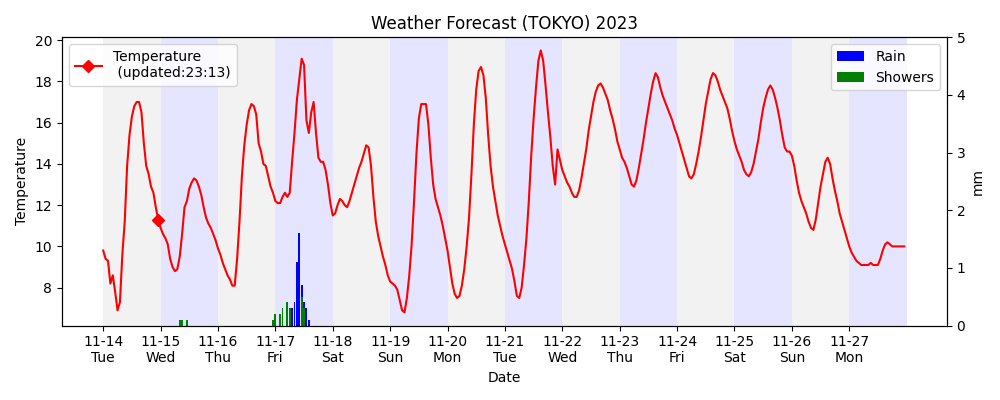 Weather Forecast (TOKYO) 2023
Temperature
(updated:23:13)
Rain
Showers
20
18
16
14
12
10
8
Temperature
5
4
3
2
1
0
mm
11-14 11-15 11-16 11-17 11-18 11-19 11-20 11-21 11-22 11-23 11-24 11-25 11-26 11-27
Tue Wed Thu Fri Sat Sun Mon Tue Wed Thu Fri Sat Sun Mon
Date